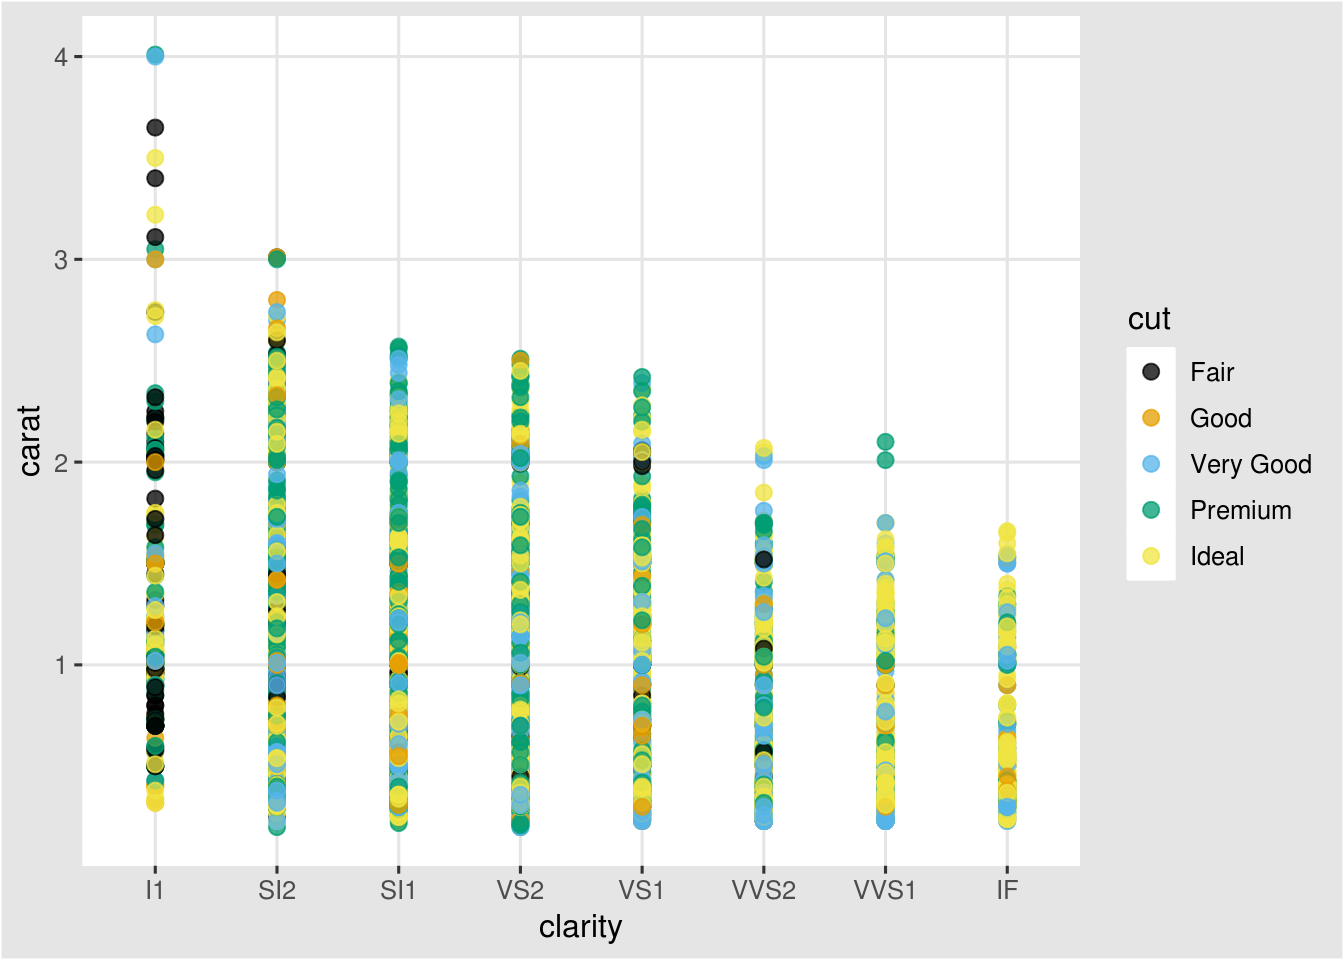 4
3
2
1
carat
I1 SI2 SI1 VS2 VS1 VVS2 VVS1 IF
clarity
cut
Fair
Good
Very Good
Premium
Ideal